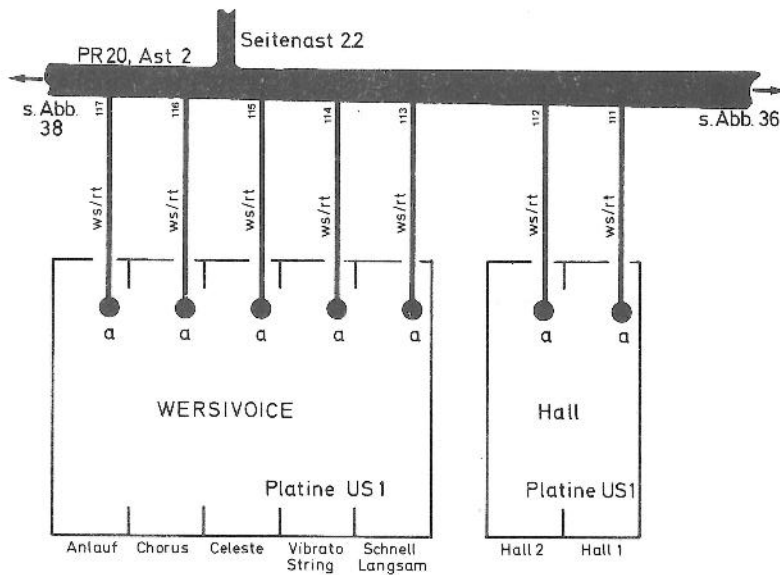 Seitenast 2.2
PR20, Ast 2
s. Abb. 38
s. Abb. 36
117 116 115 114 113 112 111
ws/rt ws/rt ws/rt ws/rt ws/rt ws/rt ws/rt
a a a a a a a
WERSIVOICE
Hall
Platine US1
Platine US1
Anlauf Chorus Celeste Vibrato String Schnell Langsam Hall 2 Hall 1